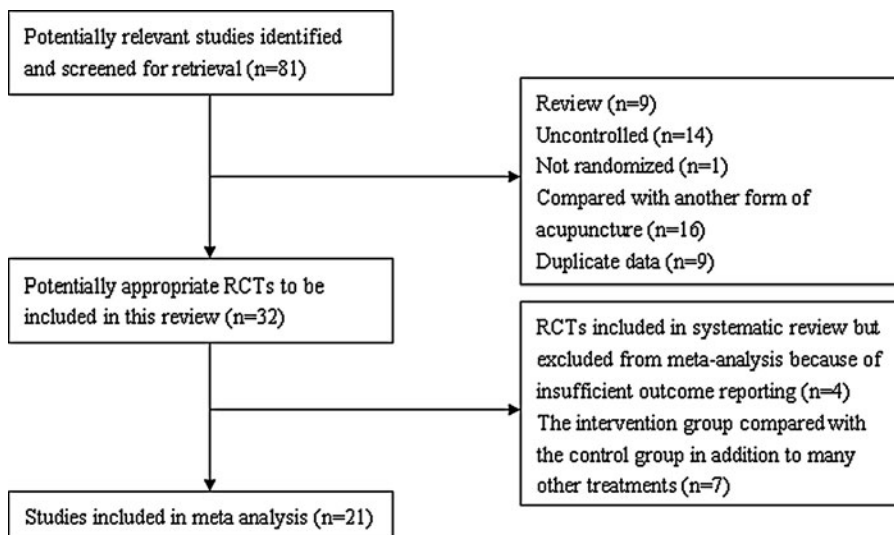 Potentially relevant studies identified
and screened for retrieval (n=81)
Review (n=9)
Uncontrolled (n=14)
Not randomized (n=1)
Compared with another form of
acupuncture (n=16)
Duplicate data (n=9)
Potentially appropriate RCTs to be
included in this review (n=32)
RCTs included in systematic review but
excluded from meta-analysis because of
insufficient outcome reporting (n=4)
The intervention group compared with
the control group in addition to many
other treatments (n=7)
Studies included in meta analysis (n=21)